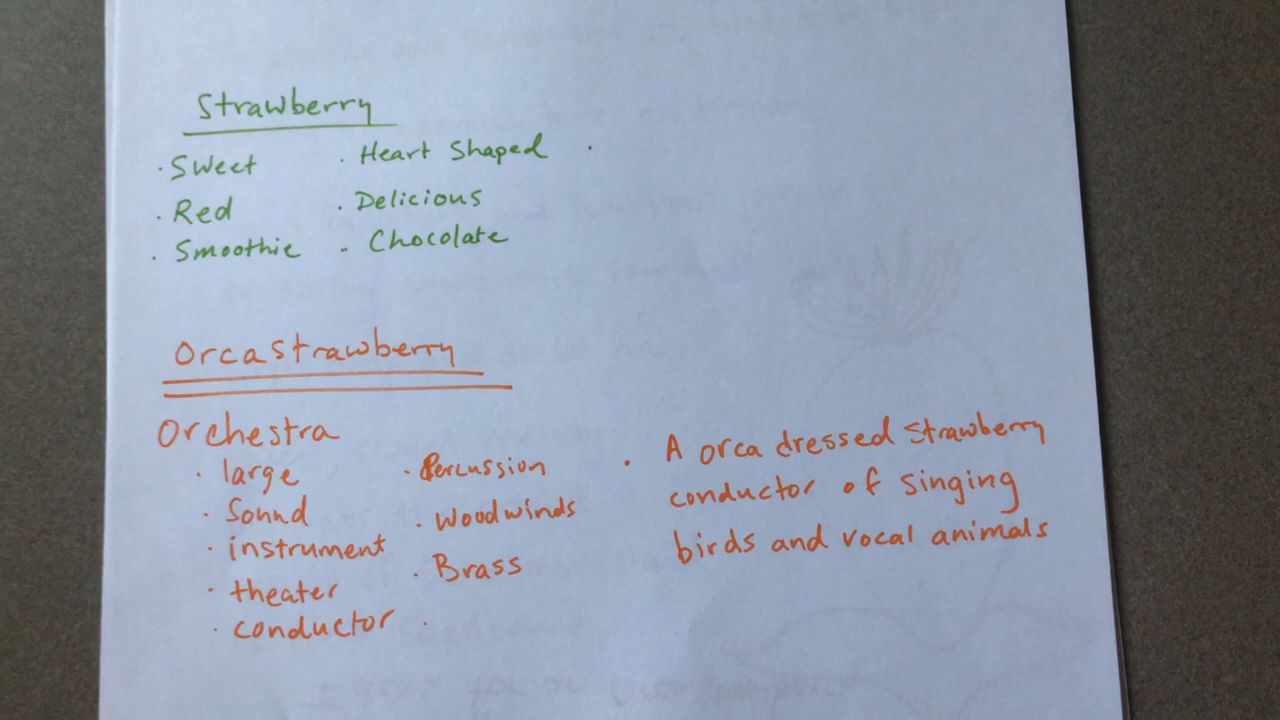 Strawberry
· Sweet · Heart Shaped ·
· Red · Delicious
· Smoothie · Chocolate
Orcastrawberry
Orchestra
· large · Percussion
· Sound · Woodwinds
· instrument · Brass
· theater
· conductor ·
· A orca dressed strawberry
conductor of singing
birds and vocal animals